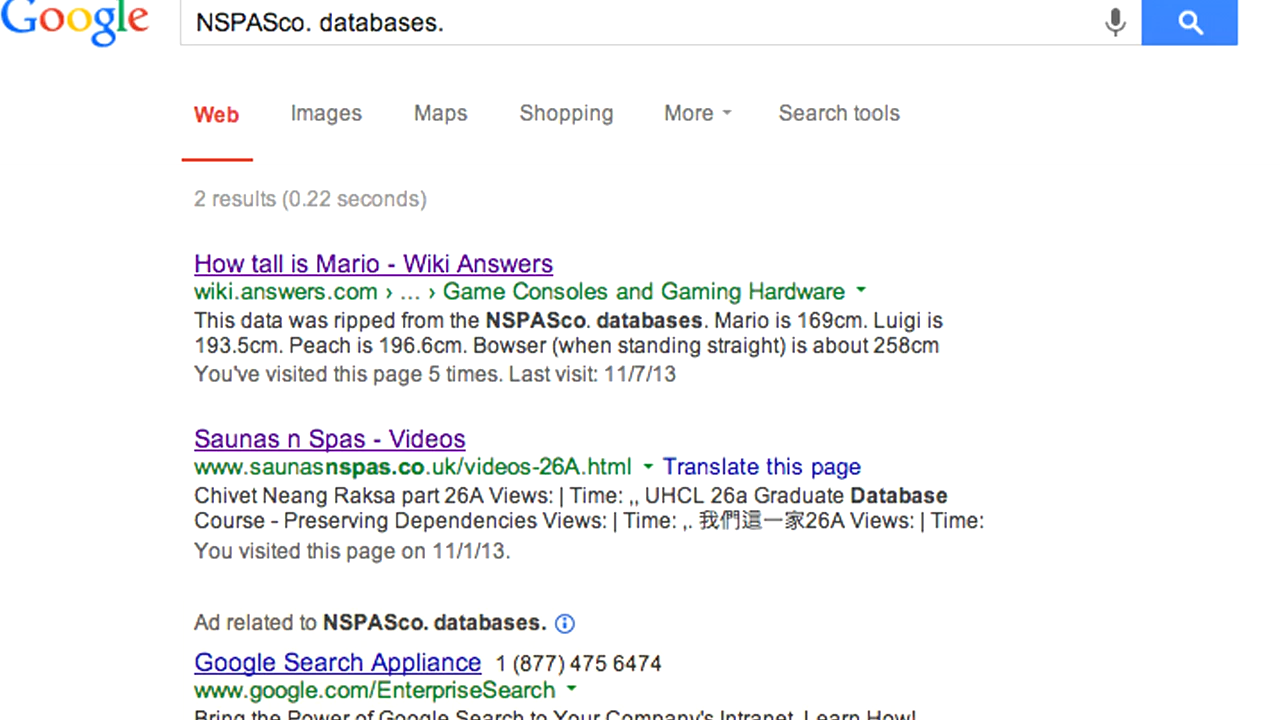 Google
NSPASco. databases.
Web Images Maps Shopping More Search tools
2 results (0.22 seconds)
How tall is Mario - Wiki Answers
wiki.answers.com › ... › Game Consoles and Gaming Hardware
This data was ripped from the NSPASco. databases. Mario is 169cm. Luigi is
193.5cm. Peach is 196.6cm. Bowser (when standing straight) is about 258cm
You've visited this page 5 times. Last visit: 11/7/13
Saunas n Spas - Videos
www.saunasnspas.co.uk/videos-26A.html Translate this page
Chivet Neang Raksa part 26A Views: | Time: ,, UHCL 26a Graduate Database
Course - Preserving Dependencies Views: | Time: ,. 我們這一家26A Views: | Time:
You visited this page on 11/1/13.
Ad related to NSPASco. databases.
Google Search Appliance 1 (877) 475 6474
www.google.com/EnterpriseSearch
Bring the Power of Google Search to Your Company's Intranet. Learn How!